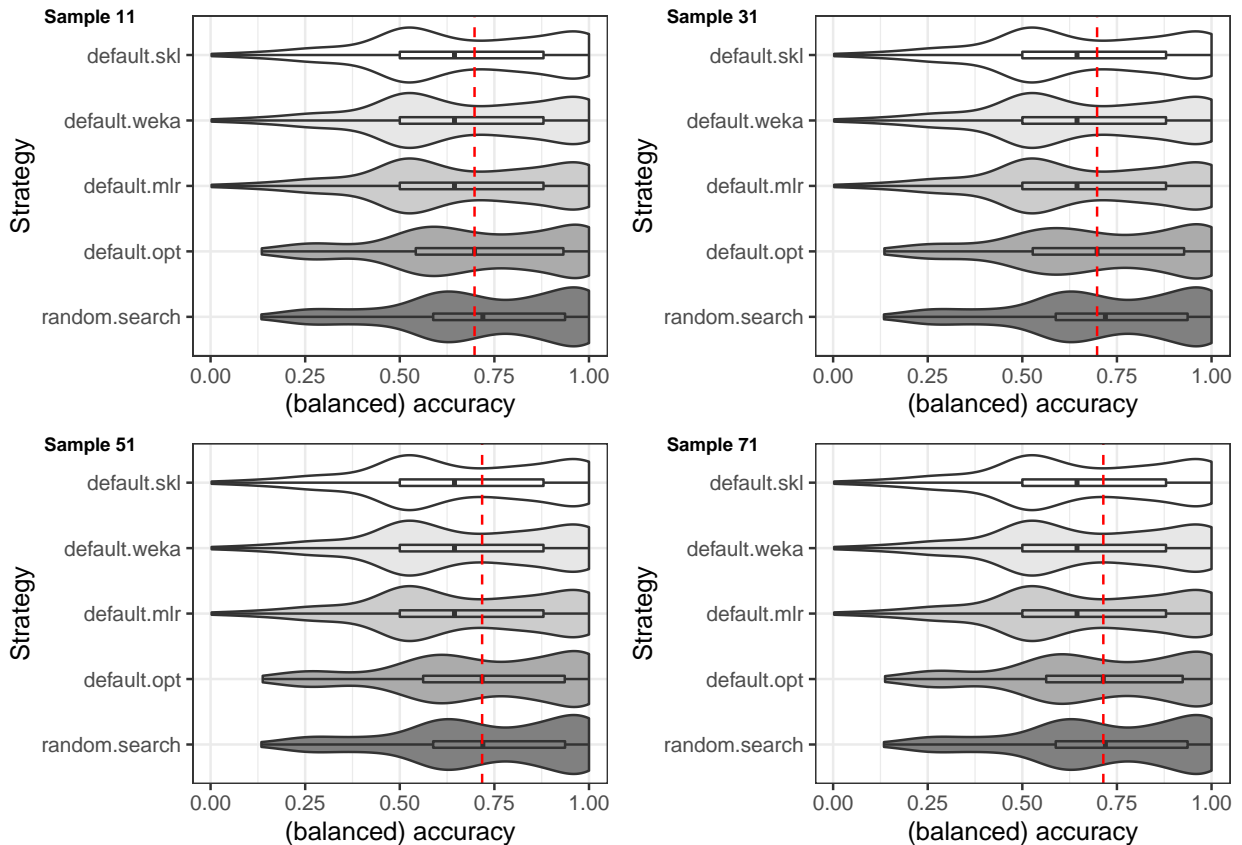 Sample 11
Strategy
default.skl
default.weka
default.mlr
default.opt
random.search
0.00 0.25 0.50 0.75 1.00
(balanced) accuracy
Sample 31
Strategy
default.skl
default.weka
default.mlr
default.opt
random.search
0.00 0.25 0.50 0.75 1.00
(balanced) accuracy
Sample 51
Strategy
default.skl
default.weka
default.mlr
default.opt
random.search
0.00 0.25 0.50 0.75 1.00
(balanced) accuracy
Sample 71
Strategy
default.skl
default.weka
default.mlr
default.opt
random.search
0.00 0.25 0.50 0.75 1.00
(balanced) accuracy